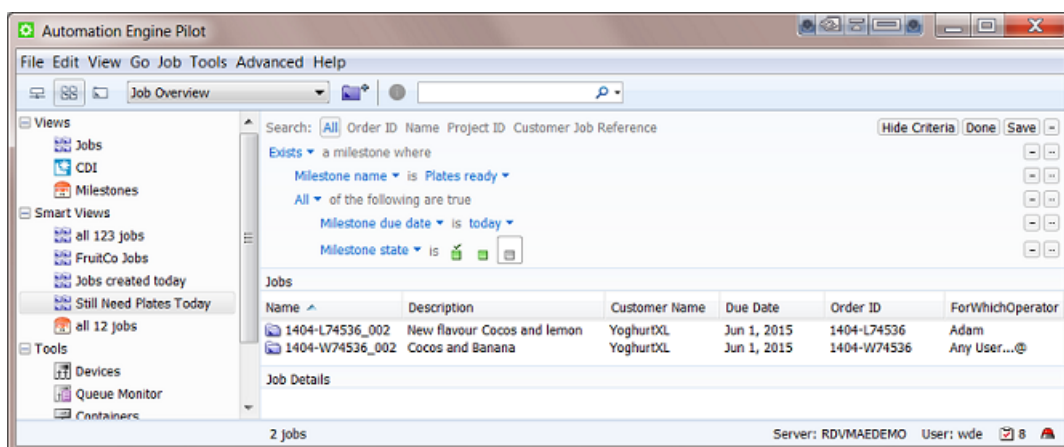 Automation Engine Pilot
File Edit View Go Job Tools Advanced Help
Job Overview
Views
Jobs
CDI
Milestones
Smart Views
all 123 jobs
FruitCo Jobs
Jobs created today
Still Need Plates Today
all 12 jobs
Tools
Devices
Queue Monitor
Containers
Search: All Order ID Name Project ID Customer Job Reference Hide Criteria Done Save
Exists a milestone where
Milestone name is Plates ready
All of the following are true
Milestone due date is today
Milestone state is
Jobs
Name Description Customer Name Due Date Order ID ForWhichOperator
1404-L74536_002 New flavour Cocos and lemon YoghurtXL Jun 1, 2015 1404-L74536 Adam
1404-W74536_002 Cocos and Banana YoghurtXL Jun 1, 2015 1404-W74536 Any User...@
Job Details
2 jobs Server: RDVMAEDEMO User: wde 8